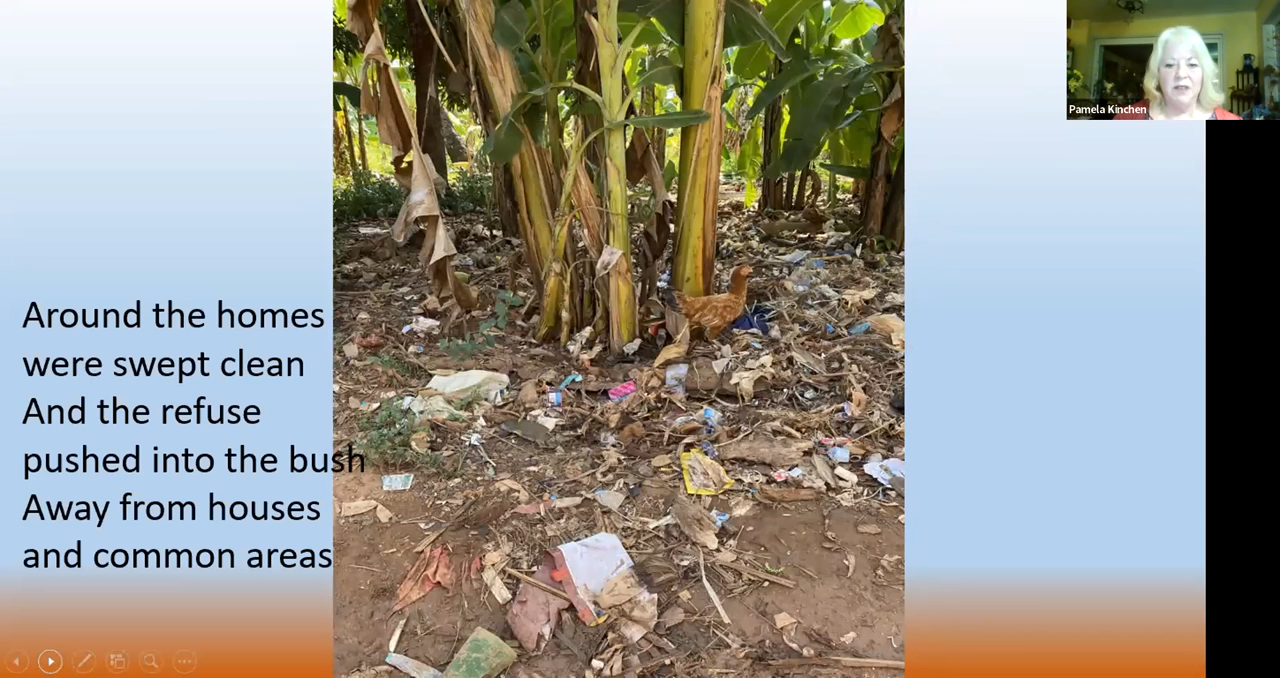 Pamela Kinchen
Around the homes
were swept clean
And the refuse
pushed into the bush
Away from houses
and common areas